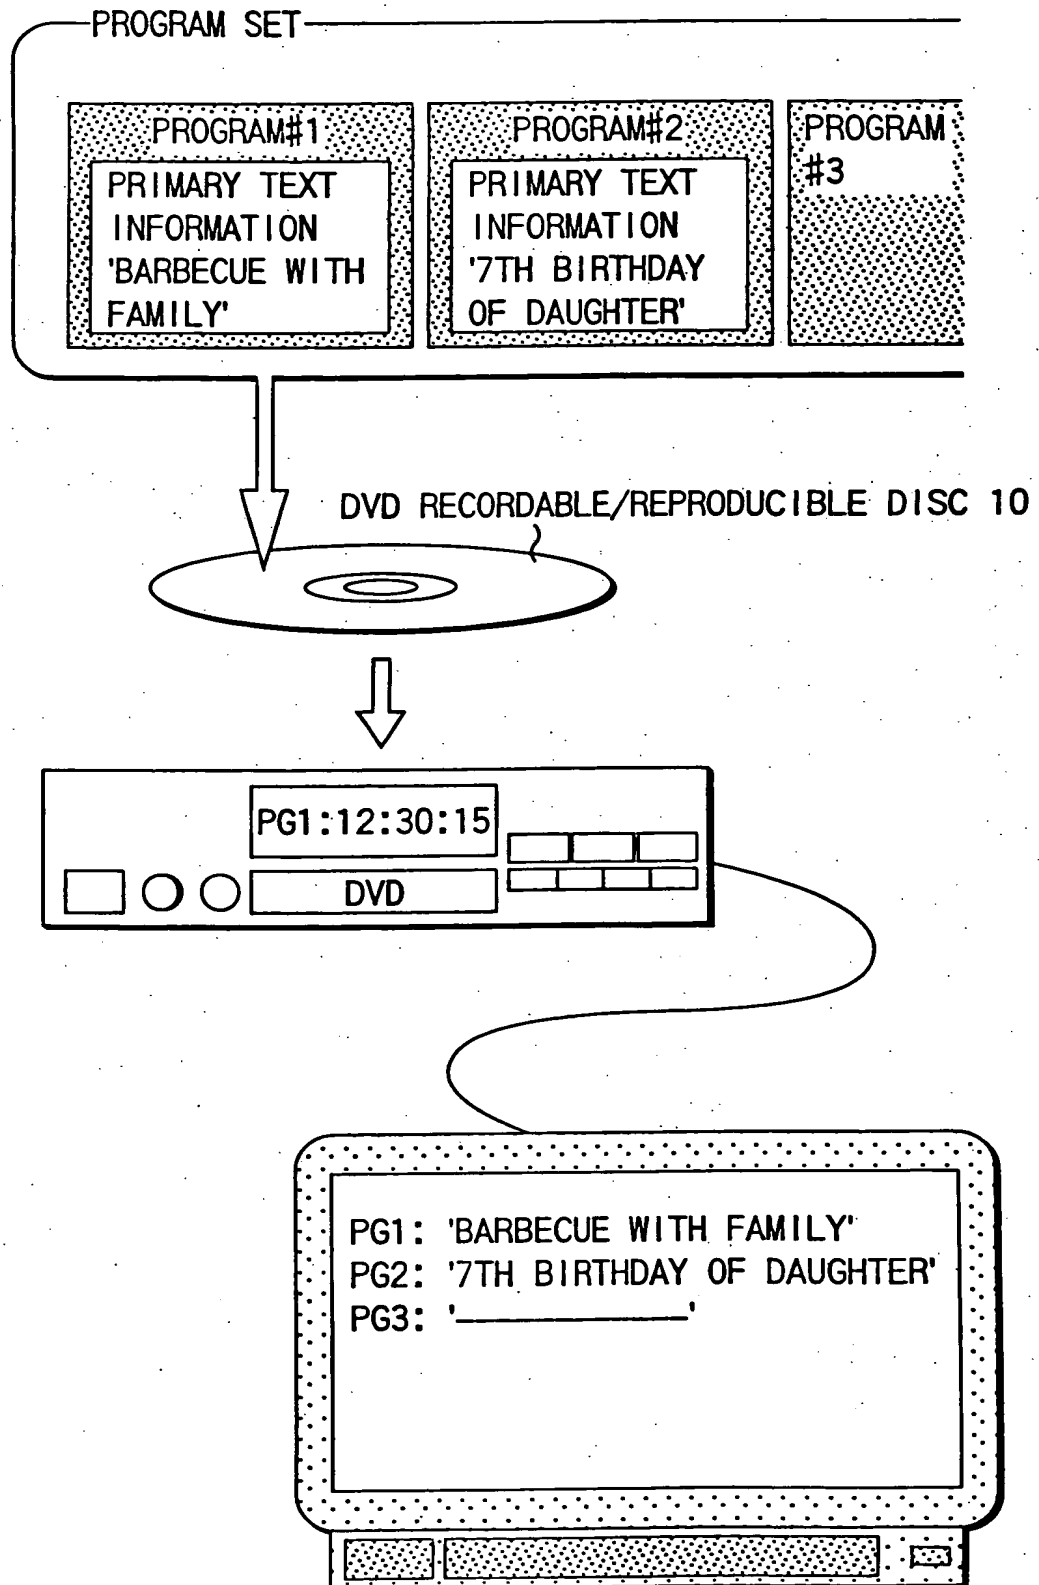 PROGRAM SET
PROGRAM#1
PRIMARY TEXT
INFORMATION
'BARBECUE WITH
FAMILY'
PROGRAM#2
PRIMARY TEXT
INFORMATION
'7TH BIRTHDAY
OF DAUGHTER'
PROGRAM
#3
DVD RECORDABLE/REPRODUCIBLE DISC 10
PG1:12:30:15
DVD
PG1: 'BARBECUE WITH FAMILY'
PG2: '7TH BIRTHDAY OF DAUGHTER'
PG3: '————————'